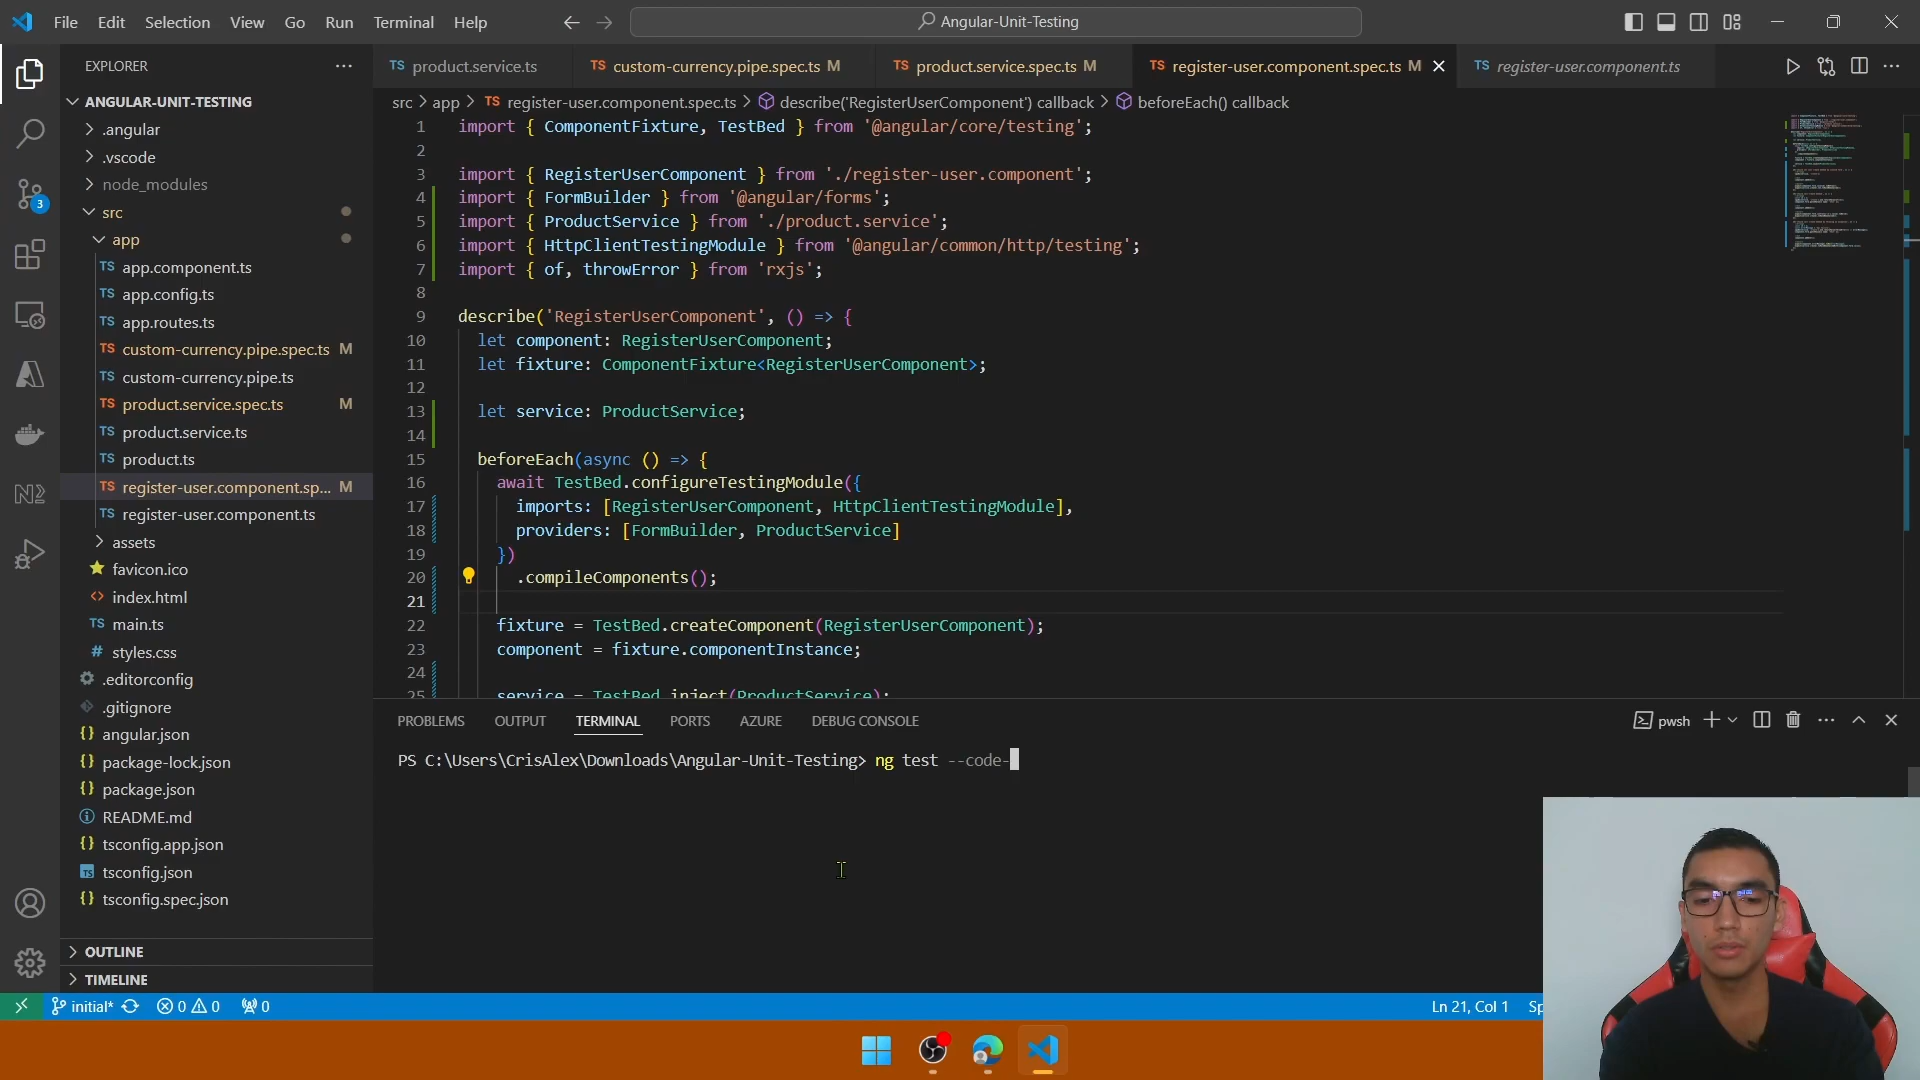 File Edit Selection View Go Run Terminal Help
Angular-Unit-Testing
EXPLORER
ANGULAR-UNIT-TESTING
.angular
.vscode
node_modules
src
app
TS app.component.ts
TS app.config.ts
TS app.routes.ts
TS custom-currency.pipe.spec.ts M
TS custom-currency.pipe.ts
TS product.service.spec.ts M
TS product.service.ts
TS product.ts
TS register-user.component.sp... M
TS register-user.component.ts
assets
favicon.ico
<> index.html
TS main.ts
# styles.css
.editorconfig
.gitignore
{} angular.json
{} package-lock.json
{} package.json
README.md
{} tsconfig.app.json
TS tsconfig.json
{} tsconfig.spec.json
OUTLINE
TIMELINE
3
TS product.service.ts TS custom-currency.pipe.spec.ts M TS product.service.spec.ts M TS register-user.component.spec.ts M TS register-user.component.ts
src > app > TS register-user.component.spec.ts > describe('RegisterUserComponent') callback > beforeEach() callback
1 import { ComponentFixture, TestBed } from '@angular/core/testing';
2
3 import { RegisterUserComponent } from './register-user.component';
4 import { FormBuilder } from '@angular/forms';
5 import { ProductService } from './product.service';
6 import { HttpClientTestingModule } from '@angular/common/http/testing';
7 import { of, throwError } from 'rxjs';
8
9 describe('RegisterUserComponent', () => {
10 let component: RegisterUserComponent;
11 let fixture: ComponentFixture<RegisterUserComponent>;
12
13 let service: ProductService;
14
15 beforeEach(async () => {
16 await TestBed.configureTestingModule({
17 imports: [RegisterUserComponent, HttpClientTestingModule],
18 providers: [FormBuilder, ProductService]
19 })
20 .compileComponents();
21
22 fixture = TestBed.createComponent(RegisterUserComponent);
23 component = fixture.componentInstance;
24
25 service = TestBed.inject(ProductService);
PROBLEMS OUTPUT TERMINAL PORTS AZURE DEBUG CONSOLE
pwsh
PS C:\Users\CrisAlex\Downloads\Angular-Unit-Testing> ng test --code-
initial* 0 0 0
Ln 21, Col 1 Sp